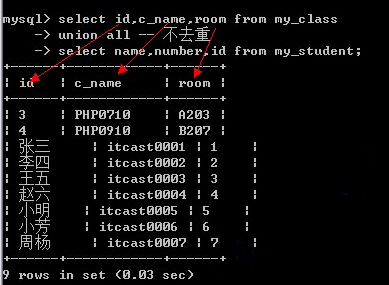 mysql> select id,c_name,room from my_class
    -> union all -- 不去重
    -> select name,number,id from my_student;
+--------+------------+------+
| id | c_name | room |
+--------+------------+------+
| 3 | PHP0710 | A203 |
| 4 | PHP0910 | B207 |
| 张三 | itcast0001 | 1 |
| 李四 | itcast0002 | 2 |
| 王五 | itcast0003 | 3 |
| 赵六 | itcast0004 | 4 |
| 小明 | itcast0005 | 5 |
| 小芳 | itcast0006 | 6 |
| 周杨 | itcast0007 | 7 |
+--------+------------+------+
9 rows in set (0.03 sec)